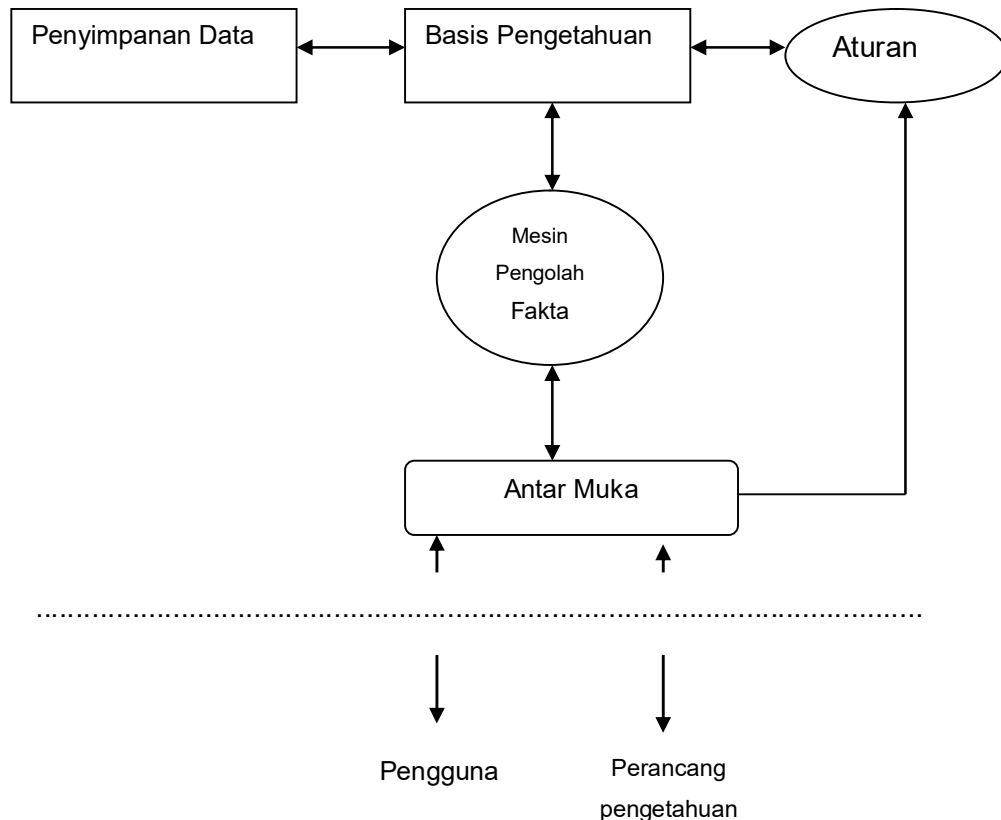 Penyimpanan Data
Basis Pengetahuan
Aturan
Mesin
Pengolah
Fakta
Antar Muka
Pengguna
Perancang
pengetahuan